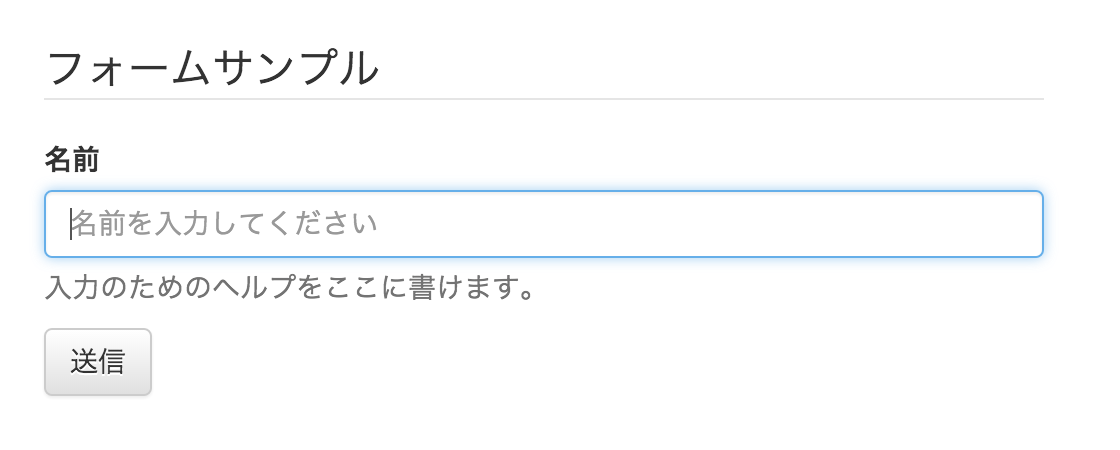 フォームサンプル
名前
名前を入力してください
入力のためのヘルプをここに書けます。
送信